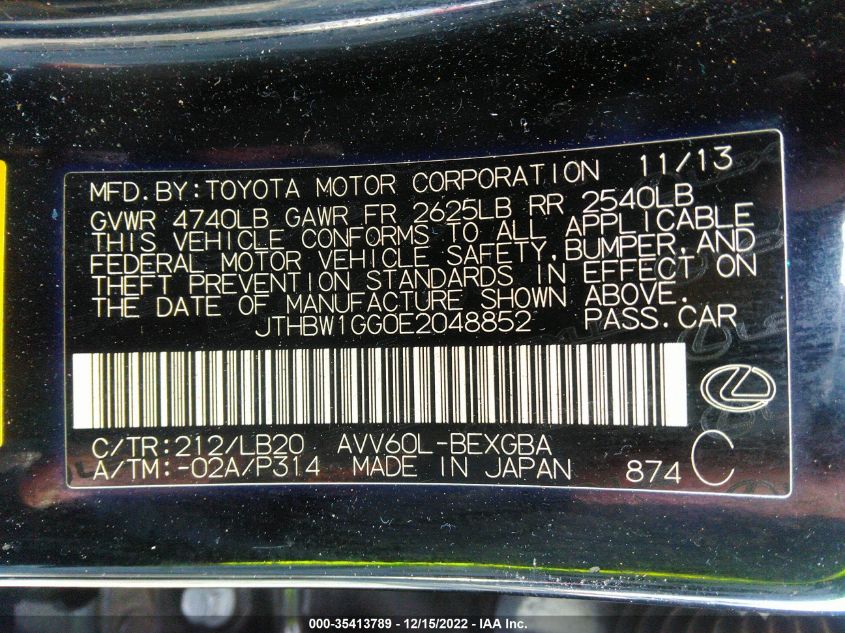 MFD.BY:TOYOTA MOTOR CORPORATION 11/13
GVWR 4740LB GAWR FR 2625LB RR 2540LB
THIS VEHICLE CONFORMS TO ALL APPLICABLE
FEDERAL MOTOR VEHICLE SAFETY,BUMPER,AND
THEFT PREVENTION STANDARDS IN EFFECT ON
THE DATE OF MANUFACTURE SHOWN ABOVE.
JTHBW1GG0E2048852 PASS.CAR
C/TR:212/LB20 AVV60L-BEXGBA
A/TM:-02A/P314 MADE IN JAPAN 874 C
000-35413789 - 12/15/2022 - IAA Inc.